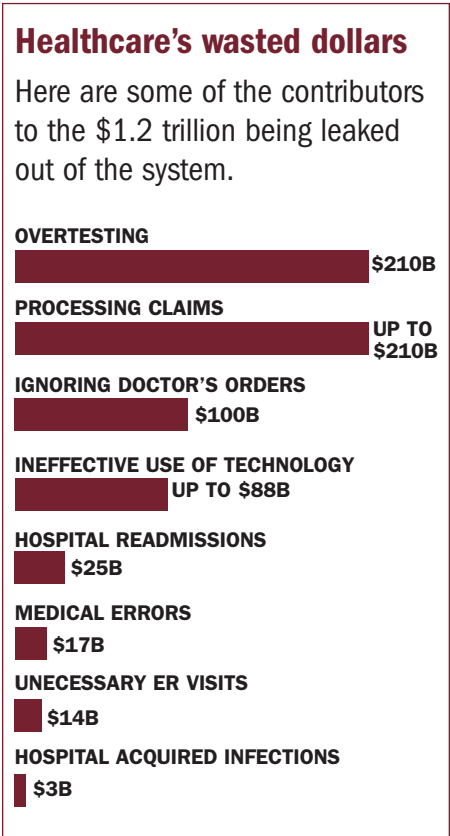 Healthcare’s wasted dollars
Here are some of the contributors
to the $1.2 trillion being leaked
out of the system.
OVERTESTING
$210B
PROCESSING CLAIMS
UP TO
$210B
IGNORING DOCTOR’S ORDERS
$100B
INEFFECTIVE USE OF TECHNOLOGY
UP TO $88B
HOSPITAL READMISSIONS
$25B
MEDICAL ERRORS
$17B
UNECESSARY ER VISITS
$14B
HOSPITAL ACQUIRED INFECTIONS
$3B